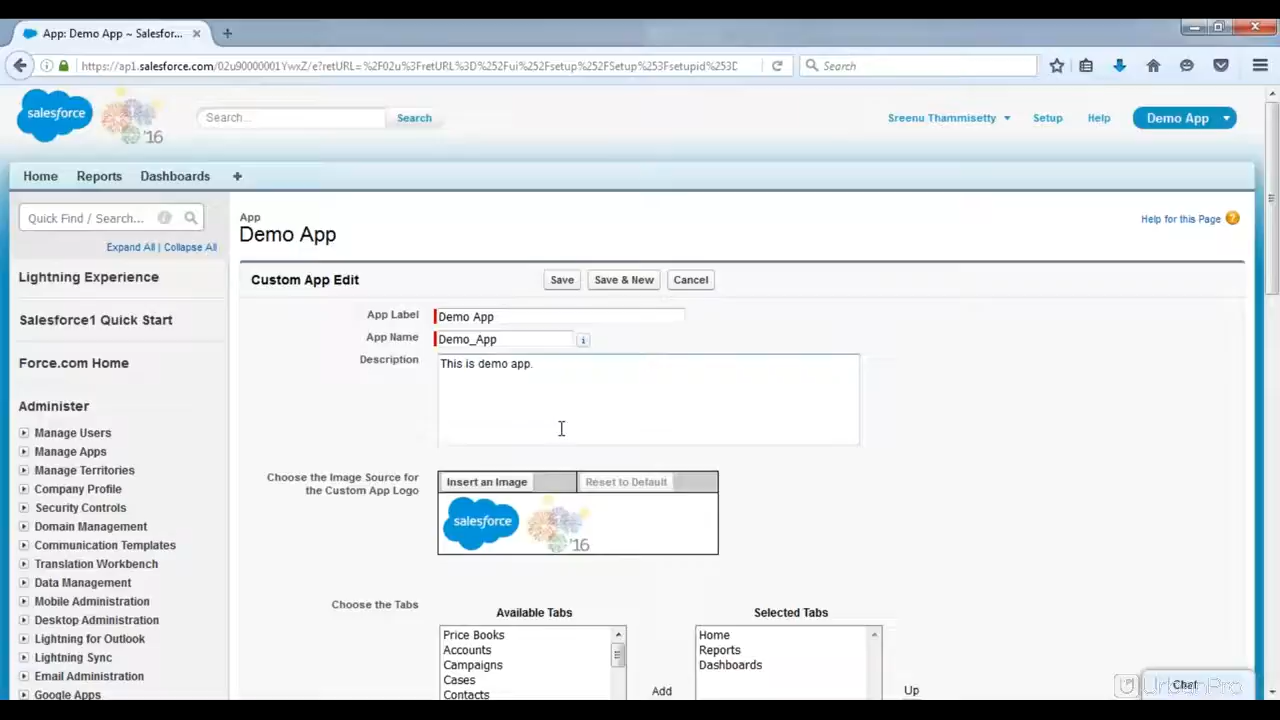 App: Demo App ~ Salesfor...
https://ap1.salesforce.com/02u90000001YwxZ/e?retURL=%2F02u%3FretURL%3D%252Fui%252Fsetup%252FSetup%253Fsetupid%253D
Search
salesforce '16
Search... Search
Sreenu Thammisetty Setup Help Demo App
Home Reports Dashboards +
Quick Find / Search...
Expand All | Collapse All
Lightning Experience
Salesforce1 Quick Start
Force.com Home
Administer
Manage Users
Manage Apps
Manage Territories
Company Profile
Security Controls
Domain Management
Communication Templates
Translation Workbench
Data Management
Mobile Administration
Desktop Administration
Lightning for Outlook
Lightning Sync
Email Administration
Google Apps
App
Demo App
Help for this Page
Custom App Edit Save Save & New Cancel
App Label Demo App
App Name Demo_App
Description This is demo app.
Choose the Image Source for
the Custom App Logo
Insert an Image Reset to Default
salesforce '16
Choose the Tabs
Available Tabs
Price Books
Accounts
Campaigns
Cases
Contacts
Add
Selected Tabs
Home
Reports
Dashboards
Up
Chat
UrbanPro